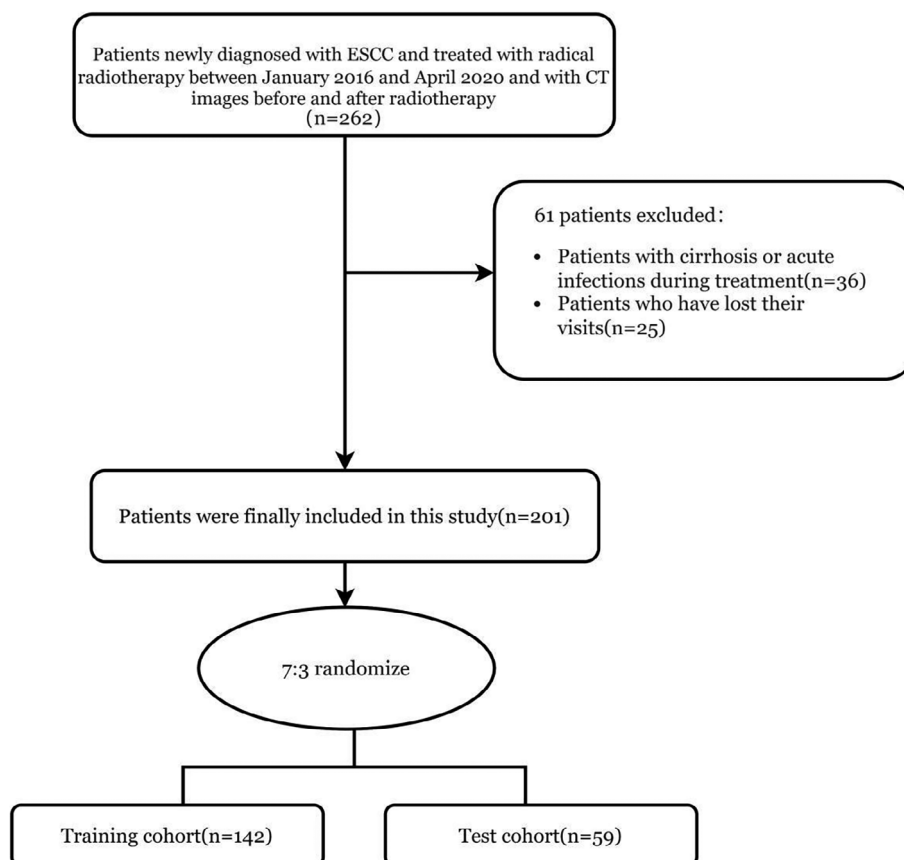 Patients newly diagnosed with ESCC and treated with radical
radiotherapy between January 2016 and April 2020 and with CT
images before and after radiotherapy
(n=262)
61 patients excluded:
• Patients with cirrhosis or acute
infections during treatment(n=36)
• Patients who have lost their
visits(n=25)
Patients were finally included in this study(n=201)
7:3 randomize
Training cohort(n=142)
Test cohort(n=59)